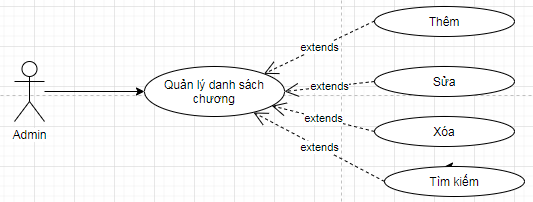 Thêm
extends
Quản lý danh sách
chương
extends
Sửa
Admin
extends
Xóa
extends
Tìm kiếm